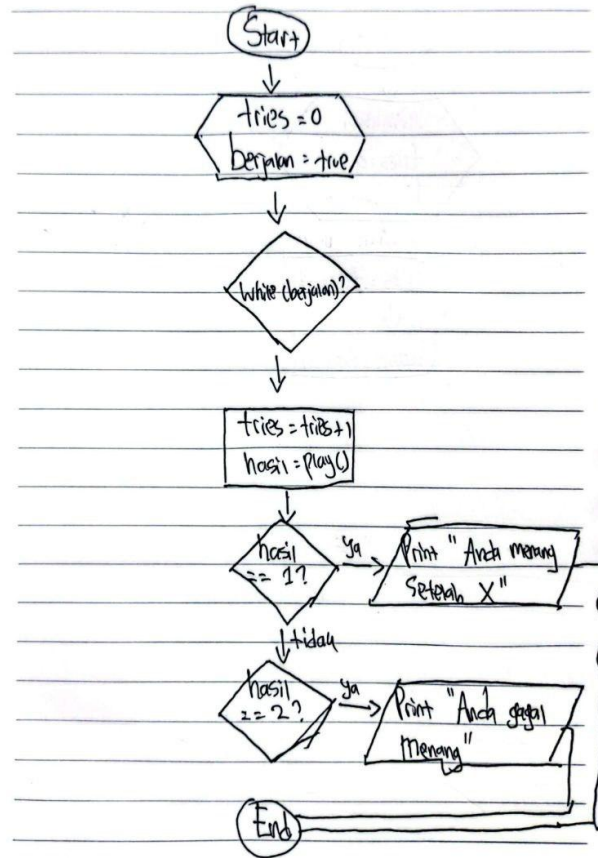 Start
tries = 0
berjalan = true
While (berjalan)?
tries = tries + 1
hasil = play()
hasil
== 1?
ya
Print "Anda menang
Setelah X"
tidak
hasil
== 2?
ya
Print "Anda gagal
Menang"
End